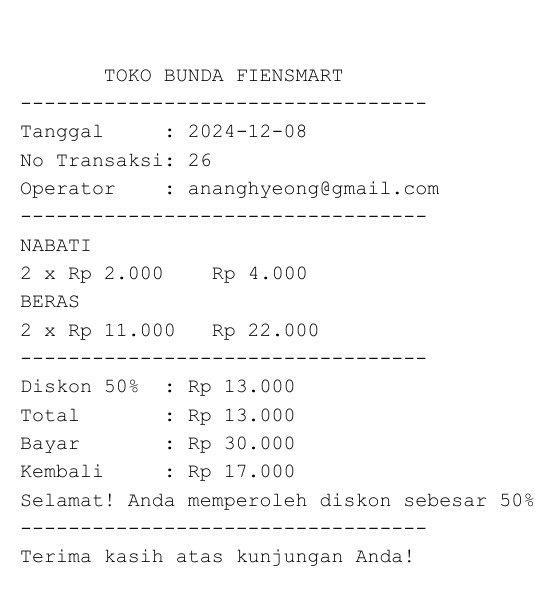 TOKO BUNDA FIENSMART
----------------------------------
Tanggal     : 2024-12-08
No Transaksi: 26
Operator    : ananghyeong@gmail.com
----------------------------------
NABATI
2 x Rp 2.000    Rp 4.000
BERAS
2 x Rp 11.000   Rp 22.000
----------------------------------
Diskon 50%  : Rp 13.000
Total       : Rp 13.000
Bayar       : Rp 30.000
Kembali     : Rp 17.000
Selamat! Anda memperoleh diskon sebesar 50%
----------------------------------
Terima kasih atas kunjungan Anda!